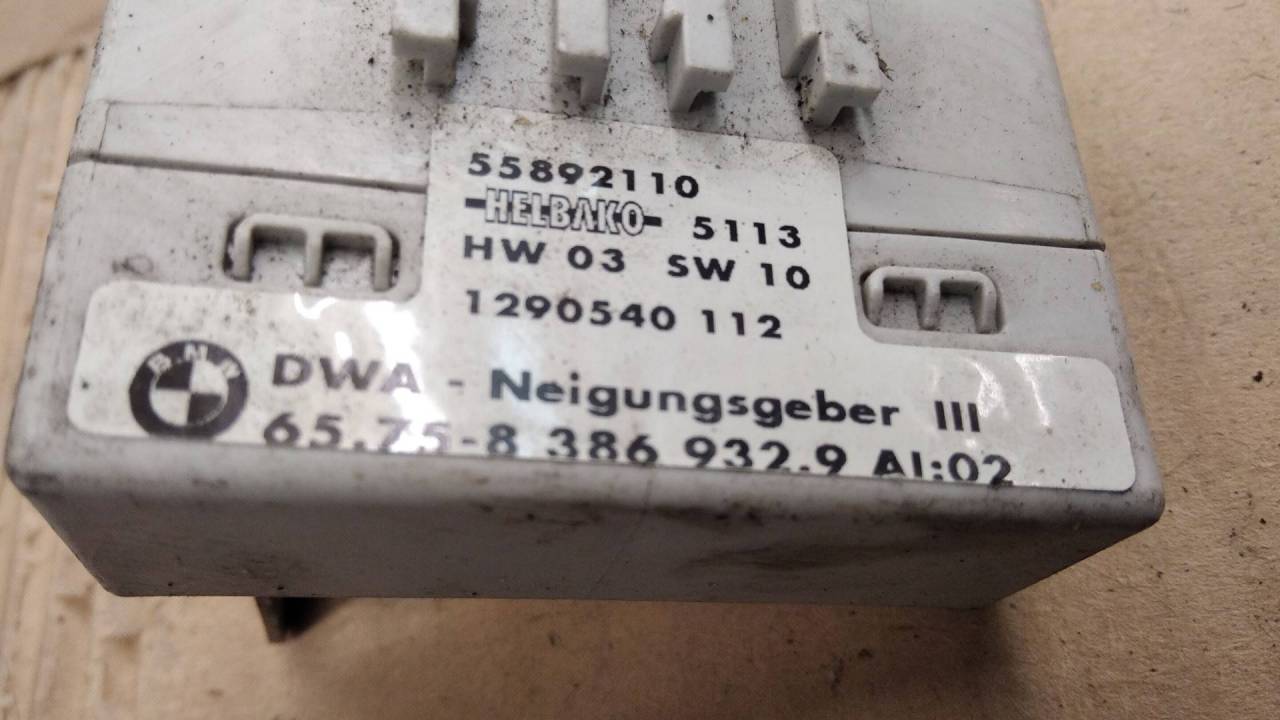 55892110
HELBAKO 5113
HW 03 SW 10
1290540 112
BMW
DWA - Neigungsgeber III
65.75-8 386 932.9 AI:02